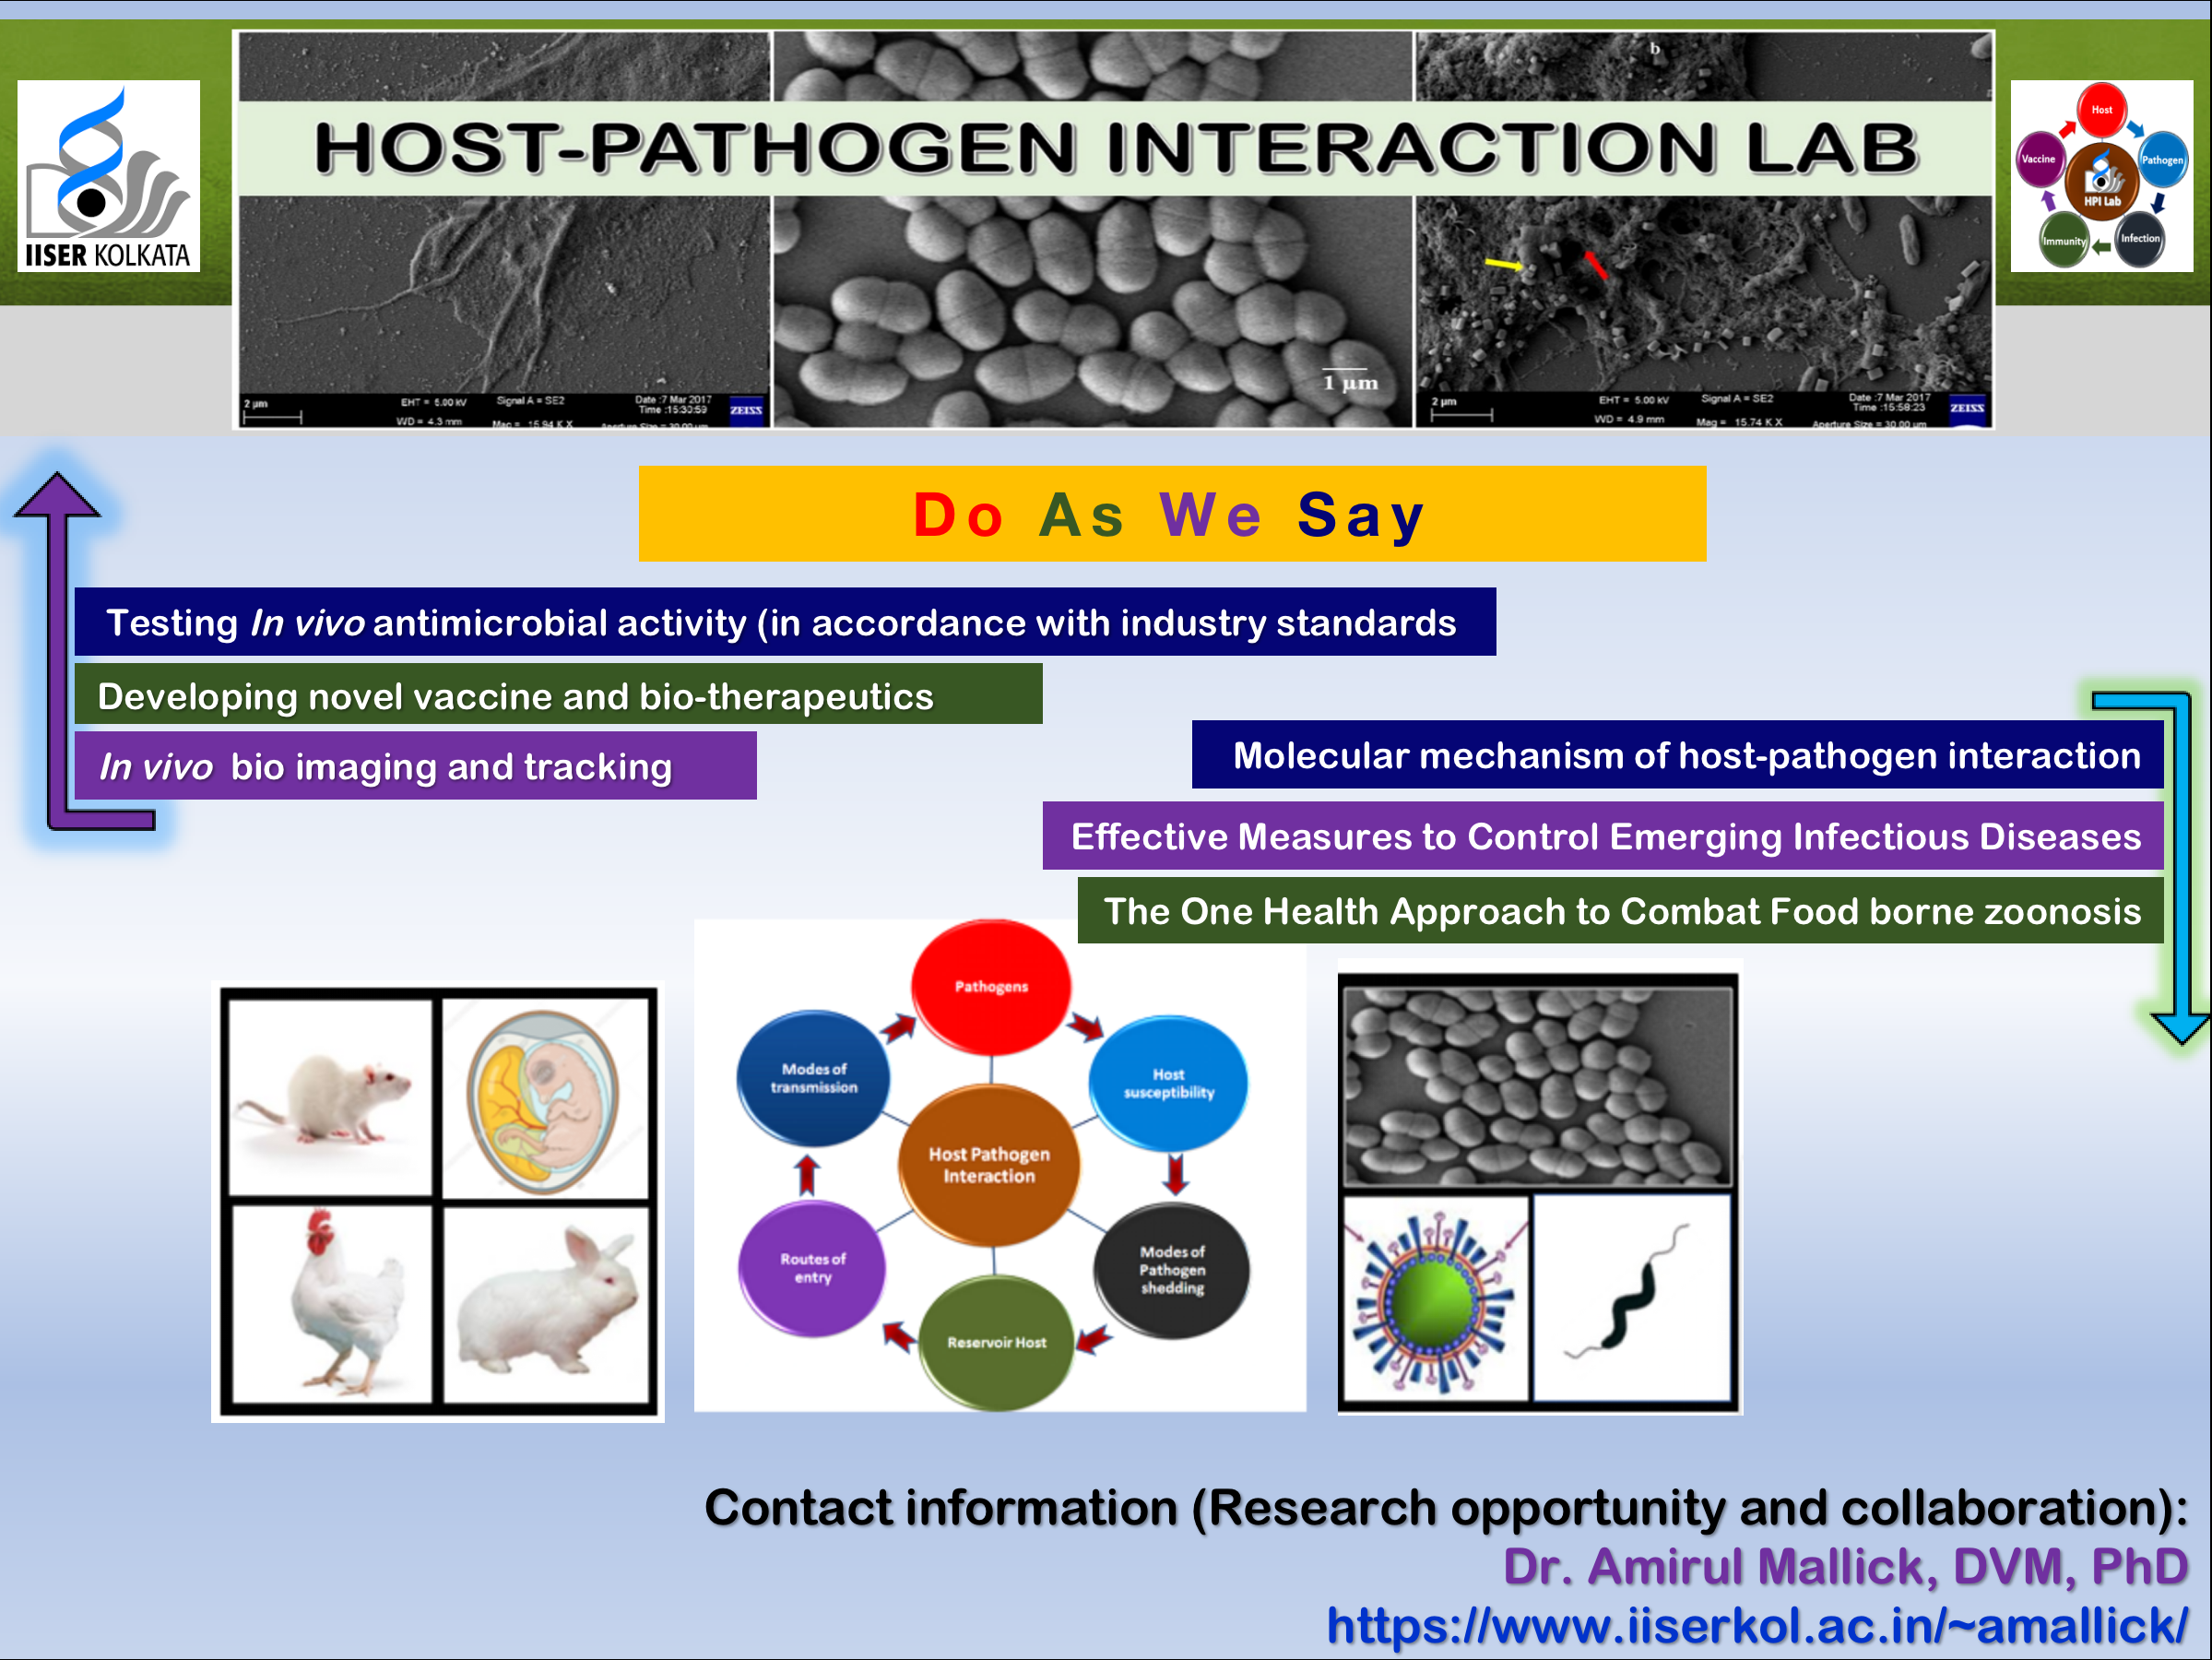 IISER KOLKATA
HOST-PATHOGEN INTERACTION LAB
b
Host
Vaccine
Pathogen
HPI Lab
Immunity
Infection
2 µm
EHT = 5.00 kV
Signal A = SE2
Date :7 Mar 2017
Time :15:30:59
ZEISS
WD = 4.3 mm
Mag = 15.94 K X
Aperture Size = 30.00 um
1 µm
2 µm
EHT = 5.00 kV
Signal A = SE2
Date :7 Mar 2017
Time :15:58:23
ZEISS
WD = 4.9 mm
Mag = 15.74 K X
Aperture Size = 30.00 um
Do As We Say
Testing In vivo antimicrobial activity (in accordance with industry standards
Developing novel vaccine and bio-therapeutics
In vivo bio imaging and tracking
Molecular mechanism of host-pathogen interaction
Effective Measures to Control Emerging Infectious Diseases
The One Health Approach to Combat Food borne zoonosis
Pathogens
Modes of
transmission
Host
susceptibility
Host Pathogen
Interaction
Routes of
entry
Modes of
Pathogen
shedding
Reservoir Host
Contact information (Research opportunity and collaboration):
Dr. Amirul Mallick, DVM, PhD
https://www.iiserkol.ac.in/~amallick/